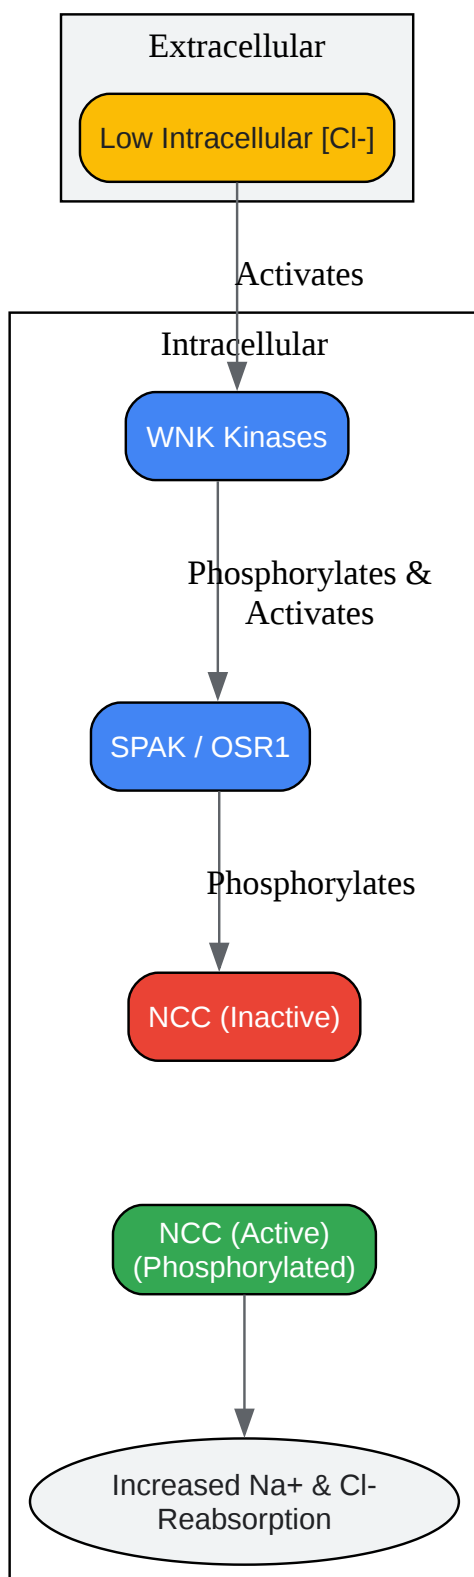 Extracellular
Low Intracellular [Cl-]
Activates
Intracellular
WNK Kinases
Phosphorylates &
Activates
SPAK / OSR1
Phosphorylates
NCC (Inactive)
NCC (Active)
(Phosphorylated)
Increased Na+ & Cl-
Reabsorption